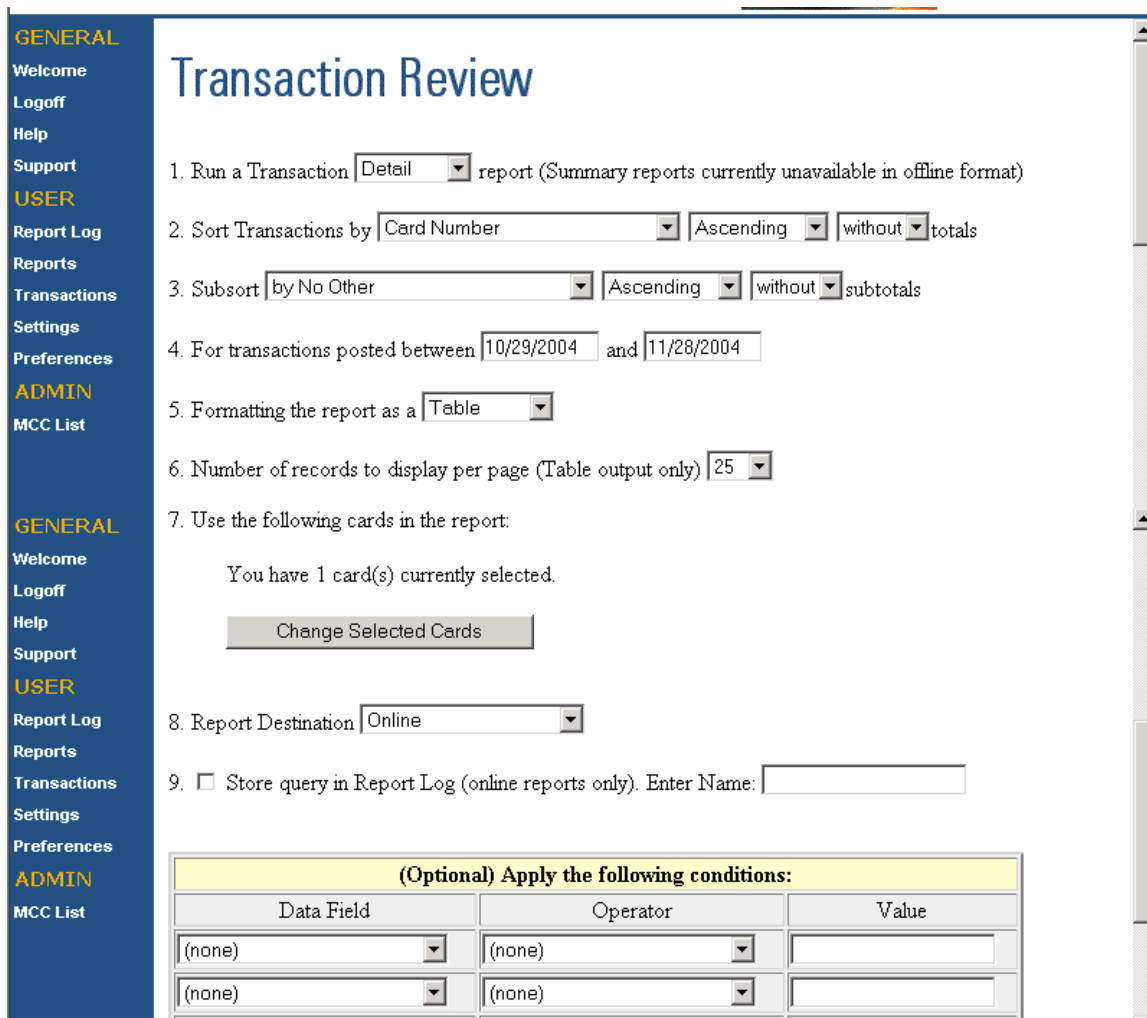 GENERAL
Welcome
Logoff
Help
Support
USER
Report Log
Reports
Transactions
Settings
Preferences
ADMIN
MCC List
GENERAL
Welcome
Logoff
Help
Support
USER
Report Log
Reports
Transactions
Settings
Preferences
ADMIN
MCC List
Transaction Review
1. Run a Transaction Detail report (Summary reports currently unavailable in offline format)
2. Sort Transactions by Card Number Ascending without totals
3. Subsort by No Other Ascending without subtotals
4. For transactions posted between 10/29/2004 and 11/28/2004
5. Formatting the report as a Table
6. Number of records to display per page (Table output only) 25
7. Use the following cards in the report:
You have 1 card(s) currently selected.
Change Selected Cards
8. Report Destination Online
9. Store query in Report Log (online reports only). Enter Name:
(Optional) Apply the following conditions:
Data Field Operator Value
(none) (none)
(none) (none)